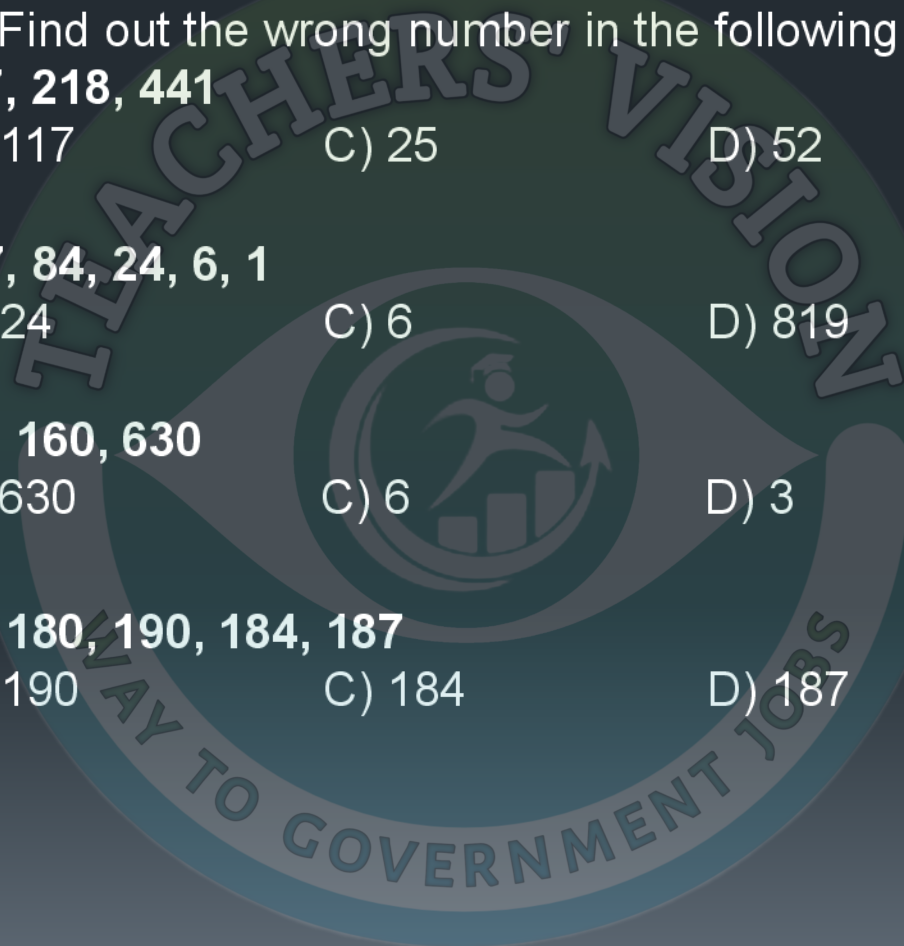 Find out the wrong number in the following
, 218, 441
117 C) 25 D) 52
, 84, 24, 6, 1
24 C) 6 D) 819
160, 630
630 C) 6 D) 3
180, 190, 184, 187
190 C) 184 D) 187
TEACHERS' VISION
WAY TO GOVERNMENT JOBS